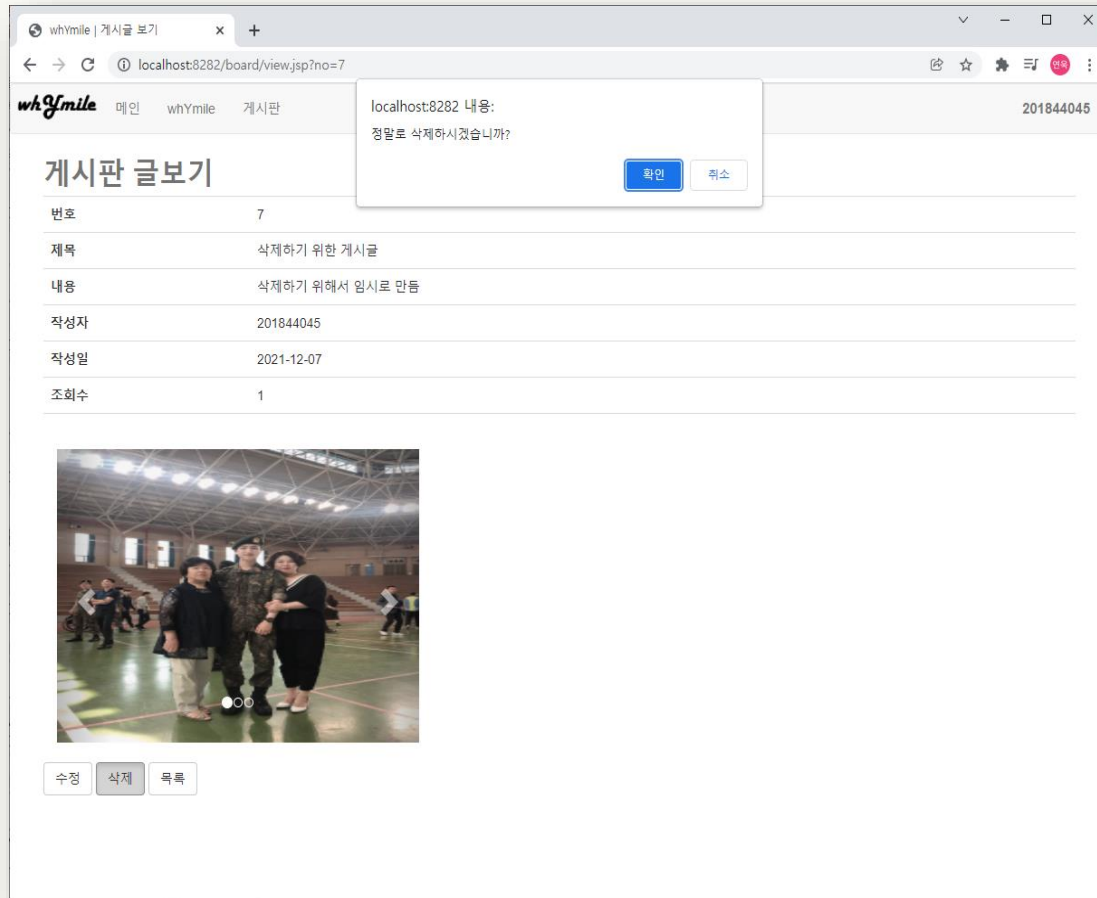 whYmile | 게시글 보기
localhost:8282/board/view.jsp?no=7
연욱
whYmile 메인 whYmile 게시판 201844045
localhost:8282 내용:
정말로 삭제하시겠습니까?
확인 취소
게시판 글보기
번호 7
제목 삭제하기 위한 게시글
내용 삭제하기 위해서 임시로 만듬
작성자 201844045
작성일 2021-12-07
조회수 1
수정 삭제 목록